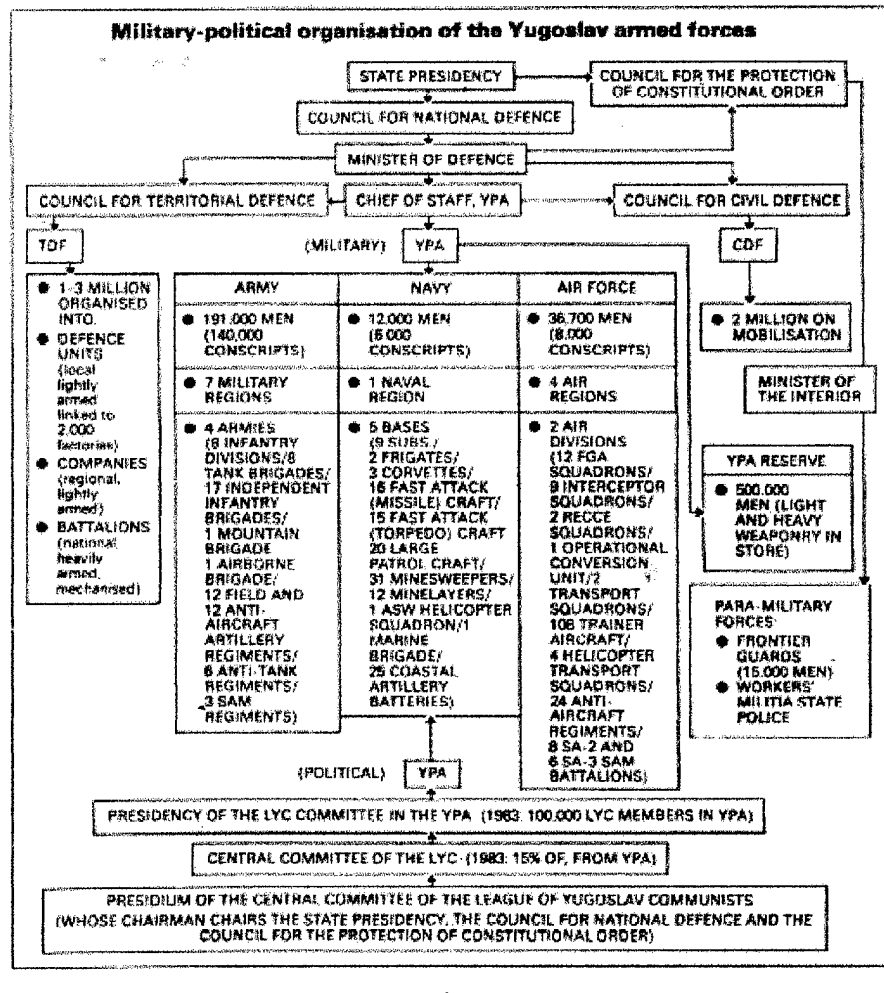 Military-political organisation of the Yugoslav armed forces
STATE PRESIDENCY
COUNCIL FOR THE PROTECTION
OF CONSTITUTIONAL ORDER
COUNCIL FOR NATIONAL DEFENCE
MINISTER OF DEFENCE
COUNCIL FOR TERRITORIAL DEFENCE
CHIEF OF STAFF, YPA
COUNCIL FOR CIVIL DEFENCE
TDF
(MILITARY)
YPA
CDF
● 1-3 MILLION
ORGANISED
INTO.
● DEFENCE
UNITS
(local
lightly
armed
linked to
2,000
factories)
● COMPANIES
(regional,
lightly
armed)
● BATTALIONS
(national
heavily
armed,
mechanised)
ARMY
● 191,000 MEN
(140,000
CONSCRIPTS)
● 7 MILITARY
REGIONS
● 4 ARMIES
(8 INFANTRY
DIVISIONS/8
TANK BRIGADES/
17 INDEPENDENT
INFANTRY
BRIGADES/
1 MOUNTAIN
BRIGADE
1 AIRBORNE
BRIGADE/
12 FIELD AND
12 ANTI-
AIRCRAFT
ARTILLERY
REGIMENTS/
6 ANTI-TANK
REGIMENTS/
3 SAM
REGIMENTS)
NAVY
● 12,000 MEN
(6 000
CONSCRIPTS)
● 1 NAVAL
REGION
● 5 BASES
(9 SUBS./
2 FRIGATES/
3 CORVETTES/
16 FAST ATTACK
(MISSILE) CRAFT/
15 FAST ATTACK
(TORPEDO) CRAFT
20 LARGE
PATROL CRAFT/
31 MINESWEEPERS/
12 MINELAYERS/
1 ASW HELICOPTER
SQUADRON/1
MARINE
BRIGADE/
25 COASTAL
ARTILLERY
BATTERIES)
AIR FORCE
● 36,700 MEN
(8,000
CONSCRIPTS)
● 4 AIR
REGIONS
● 2 AIR
DIVISIONS
(12 FGA
SQUADRONS/
9 INTERCEPTOR
SQUADRONS/
2 RECCE
SQUADRONS/
1 OPERATIONAL
CONVERSION
UNIT/2
TRANSPORT
SQUADRONS/
108 TRAINER
AIRCRAFT/
4 HELICOPTER
TRANSPORT
SQUADRONS/
24 ANTI-
AIRCRAFT
REGIMENTS/
8 SA-2 AND
6 SA-3 SAM
BATTALIONS)
● 2 MILLION ON
MOBILISATION
MINISTER OF
THE INTERIOR
YPA RESERVE
● 500,000
MEN (LIGHT
AND HEAVY
WEAPONRY IN
STORE)
PARA-MILITARY
FORCES:
● FRONTIER
GUARDS
(15,000 MEN)
● WORKERS'
MILITIA STATE
POLICE
(POLITICAL)
YPA
PRESIDENCY OF THE LYC COMMITTEE IN THE YPA (1983: 100,000 LYC MEMBERS IN YPA)
CENTRAL COMMITTEE OF THE LYC (1983: 15% OF, FROM YPA)
PRESIDIUM OF THE CENTRAL COMMITTEE OF THE LEAGUE OF YUGOSLAV COMMUNISTS
(WHOSE CHAIRMAN CHAIRS THE STATE PRESIDENCY, THE COUNCIL FOR NATIONAL DEFENCE AND THE
COUNCIL FOR THE PROTECTION OF CONSTITUTIONAL ORDER)